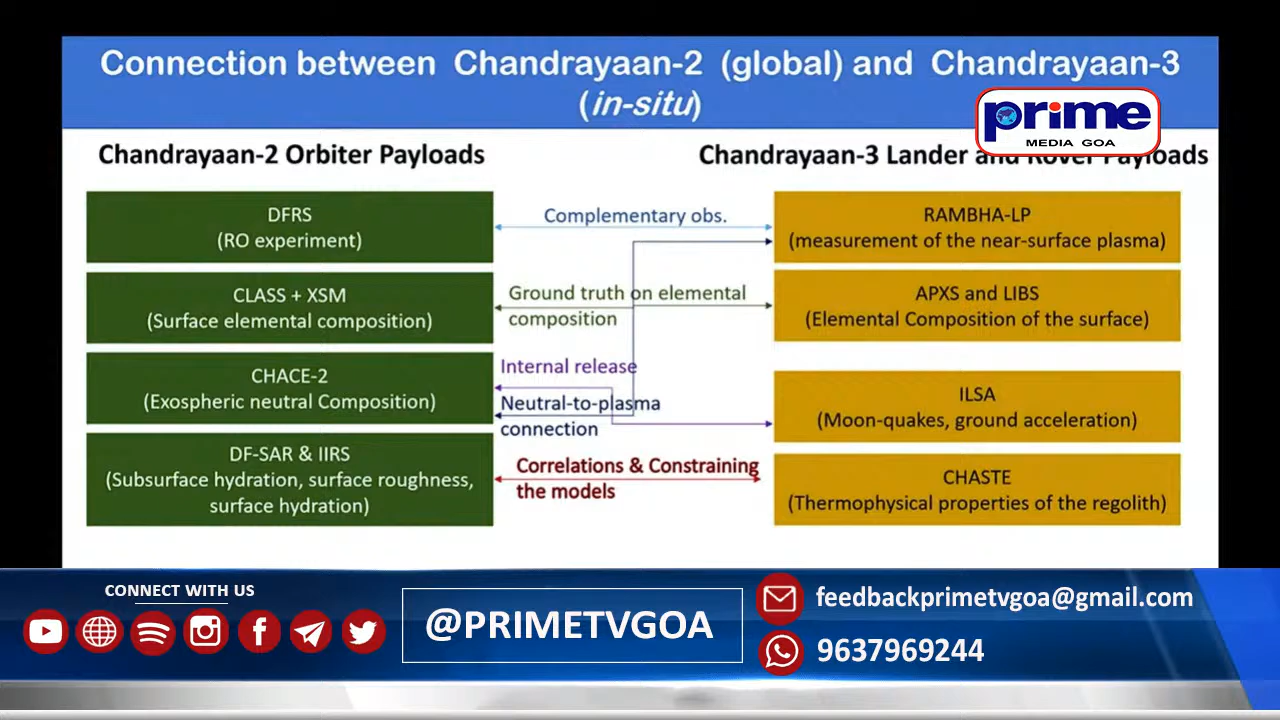 Connection between Chandrayaan-2 (global) and Chandrayaan-3
(in-situ)
prime
MEDIA GOA
Chandrayaan-2 Orbiter Payloads
Chandrayaan-3 Lander and Rover Payloads
DFRS
(RO experiment)
Complementary obs.
RAMBHA-LP
(measurement of the near-surface plasma)
CLASS + XSM
(Surface elemental composition)
Ground truth on elemental
composition
APXS and LIBS
(Elemental Composition of the surface)
CHACE-2
(Exospheric neutral Composition)
Internal release
Neutral-to-plasma
connection
ILSA
(Moon-quakes, ground acceleration)
DF-SAR & IIRS
(Subsurface hydration, surface roughness,
surface hydration)
Correlations & Constraining
the models
CHASTE
(Thermophysical properties of the regolith)
CONNECT WITH US
@PRIMETVGOA
feedbackprimetvgoa@gmail.com
9637969244